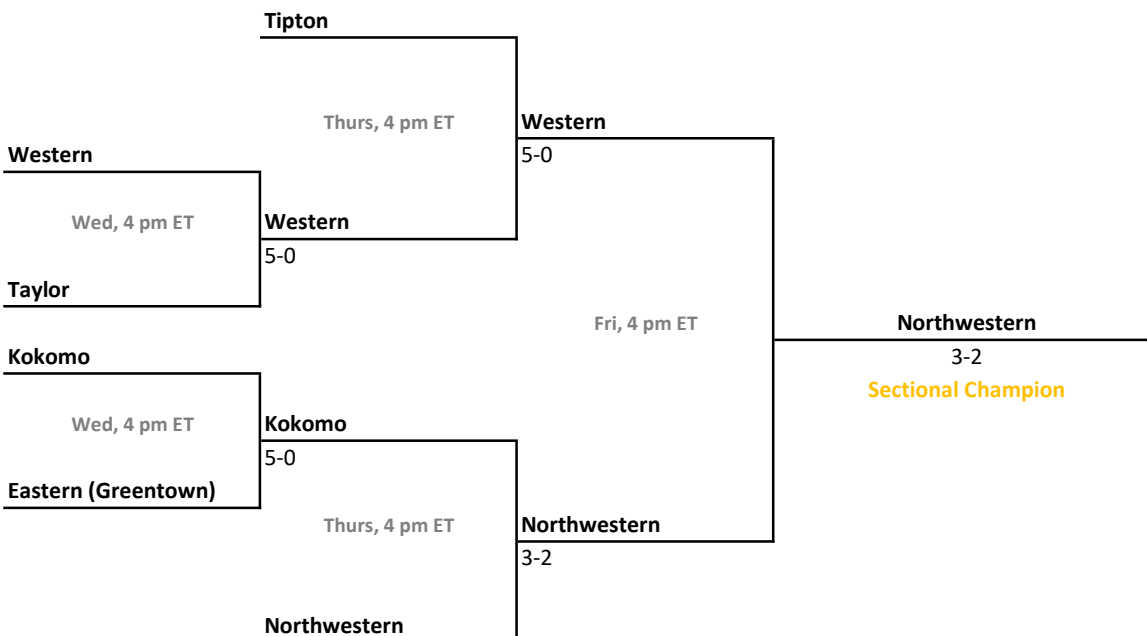 Tipton
Thurs, 4 pm ET
Western
5-0
Western
Wed, 4 pm ET
Western
5-0
Taylor
Fri, 4 pm ET
Northwestern
3-2
Sectional Champion
Kokomo
Wed, 4 pm ET
Kokomo
5-0
Eastern (Greentown)
Thurs, 4 pm ET
Northwestern
3-2
Northwestern